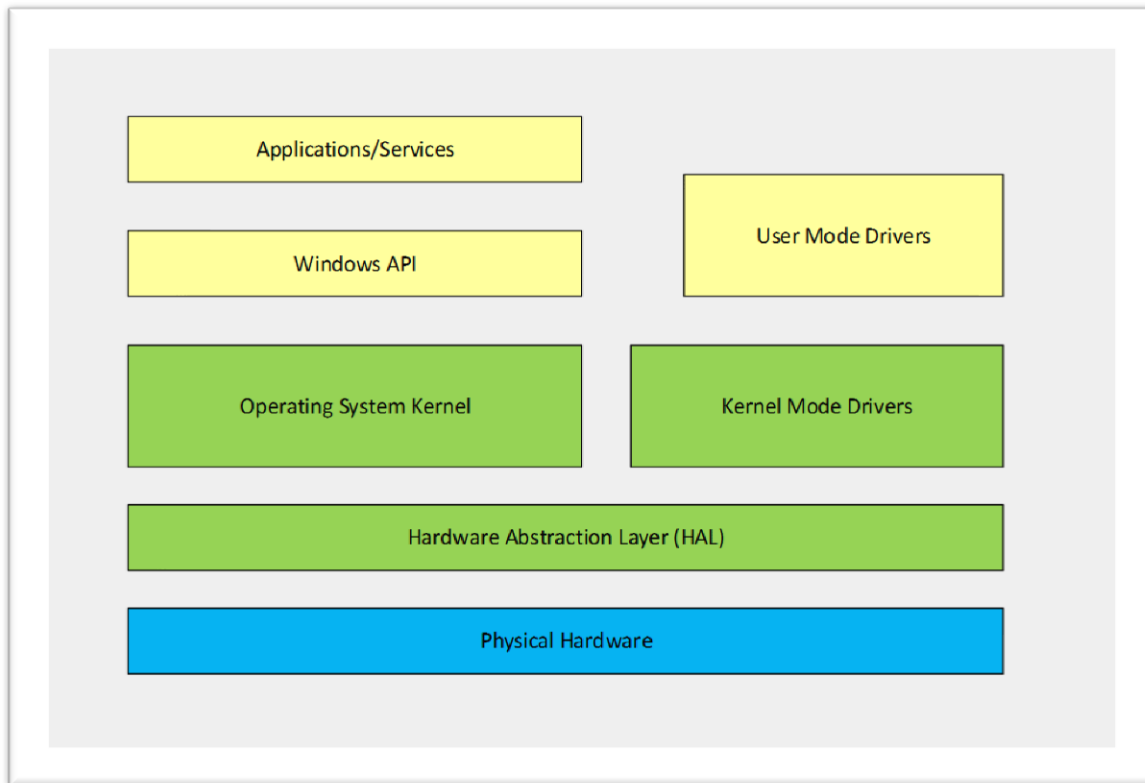 Applications/Services
User Mode Drivers
Windows API
Operating System Kernel
Kernel Mode Drivers
Hardware Abstraction Layer (HAL)
Physical Hardware